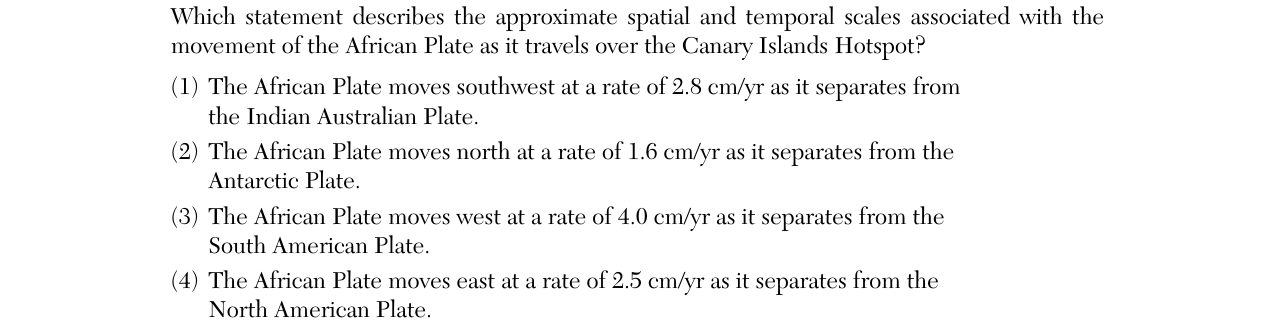 Which statement describes the approximate spatial and temporal scales associated with the
movement of the African Plate as it travels over the Canary Islands Hotspot?
(1) The African Plate moves southwest at a rate of 2.8 cm/yr as it separates from
the Indian Australian Plate.
(2) The African Plate moves north at a rate of 1.6 cm/yr as it separates from the
Antarctic Plate.
(3) The African Plate moves west at a rate of 4.0 cm/yr as it separates from the
South American Plate.
(4) The African Plate moves east at a rate of 2.5 cm/yr as it separates from the
North American Plate.